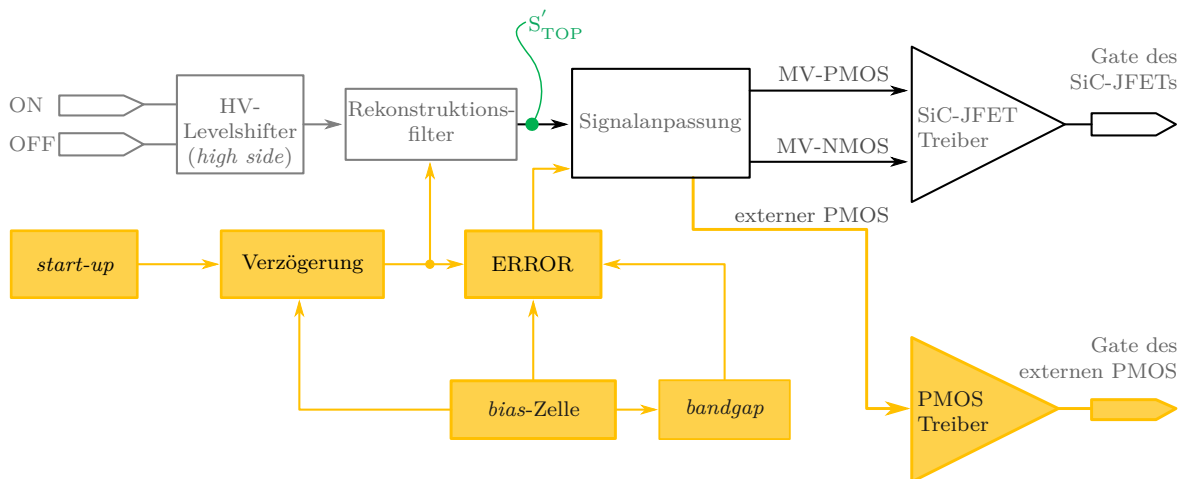 S'TOP
ON
OFF
HV-
Levelshifter
(high side)
Rekonstruktions-
filter
Signalanpassung
MV-PMOS
MV-NMOS
SiC-JFET
Treiber
Gate des
SiC-JFETs
externer PMOS
start-up
Verzögerung
ERROR
bias-Zelle
bandgap
PMOS
Treiber
Gate des
externen PMOS